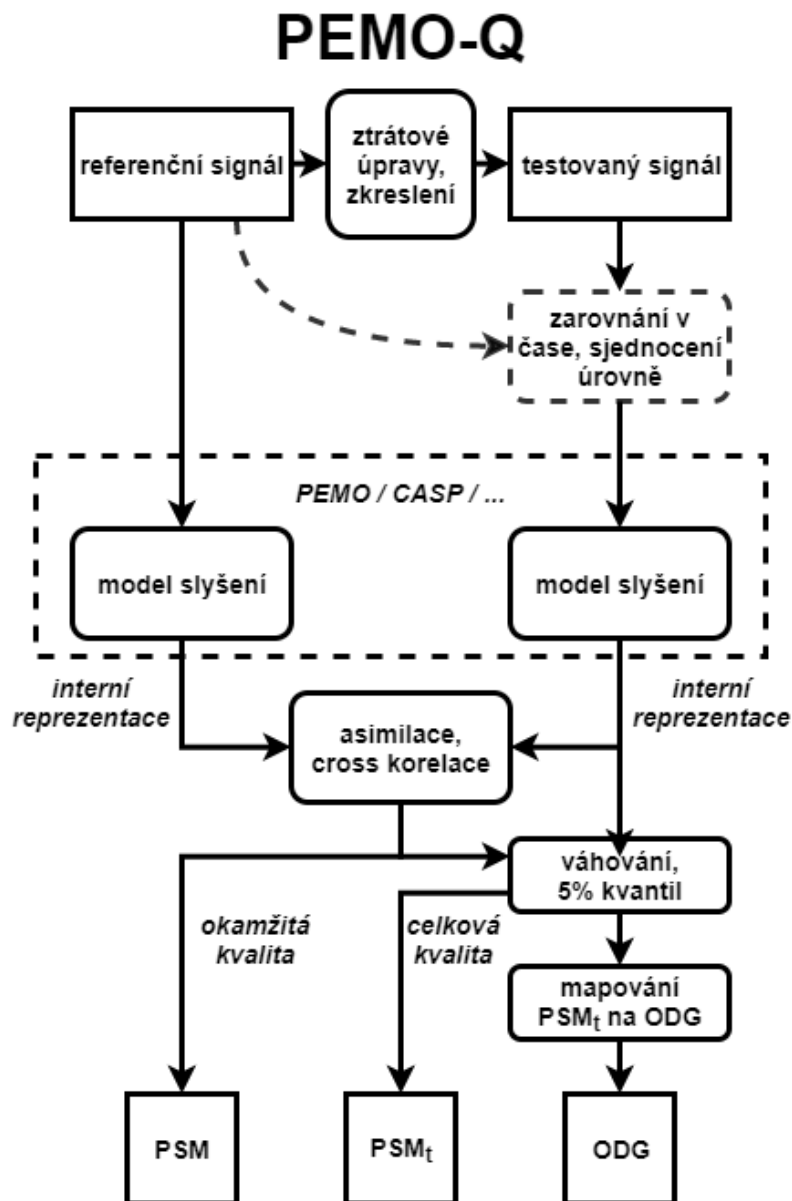 PEMO-Q
referenční signál
ztrátové
úpravy,
zkreslení
testovaný signál
zarovnání v
čase, sjednocení
úrovně
PEMO / CASP / ...
model slyšení
model slyšení
interní
reprezentace
interní
reprezentace
asimilace,
cross korelace
váhování,
5% kvantil
okamžitá
kvalita
celková
kvalita
mapování
PSMt na ODG
PSM
PSMt
ODG